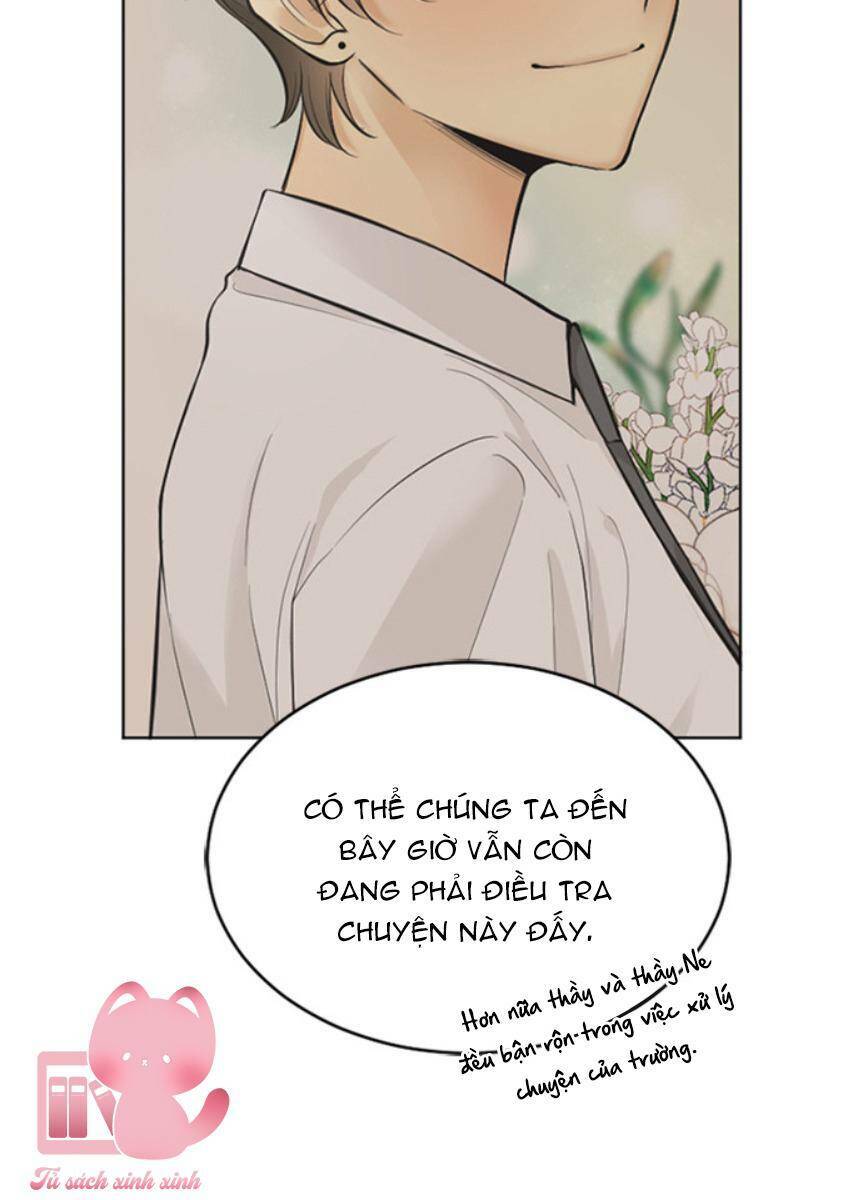 CÓ THỂ CHÚNG TA ĐẾN
BÂY GIỜ VẪN CÒN
ĐANG PHẢI ĐIỀU TRA
CHUYỆN NÀY ĐẤY.
Hơn nữa thầy và thầy Ne
đều bận rộn trong việc xử lý
chuyện của trường.
Tủ sách xinh xinh